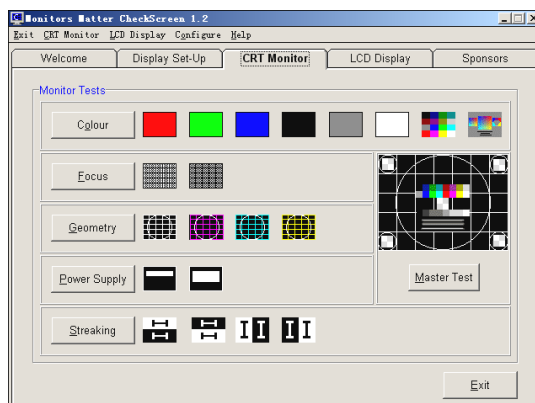 Monitors Matter CheckScreen 1.2
Exit CRT Monitor LCD Display Configure Help
Welcome Display Set-Up CRT Monitor LCD Display Sponsors
Monitor Tests
Colour
Focus
Geometry
Power Supply
Master Test
Streaking
Exit